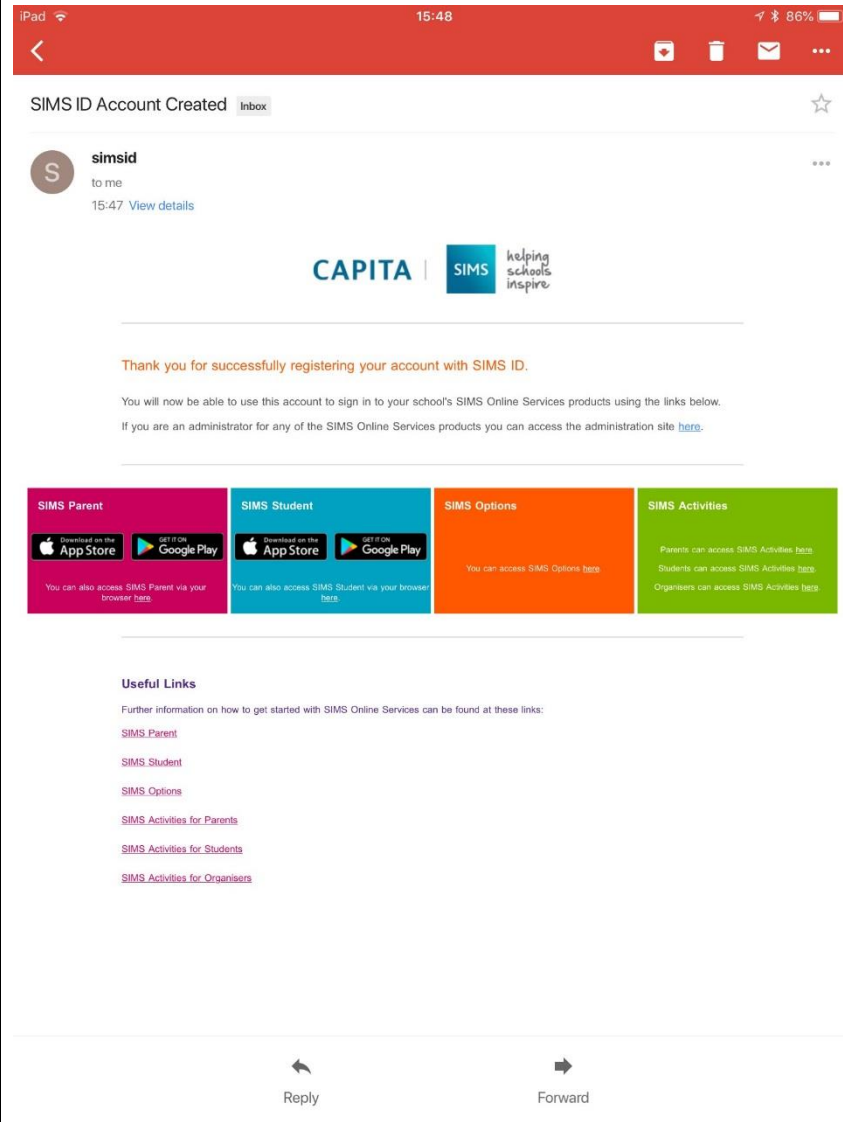 iPad 15:48 86%
SIMS ID Account Created Inbox
S
simsid
to me
15:47 View details
CAPITA SIMS helping
schools
inspire
Thank you for successfully registering your account with SIMS ID.
You will now be able to use this account to sign in to your school's SIMS Online Services products using the links below.
If you are an administrator for any of the SIMS Online Services products you can access the administration site here.
SIMS Parent
Download on the
App Store
GET IT ON
Google Play
You can also access SIMS Parent via your
browser here.
SIMS Student
Download on the
App Store
GET IT ON
Google Play
You can also access SIMS Student via your browser
here.
SIMS Options
You can access SIMS Options here.
SIMS Activities
Parents can access SIMS Activities here.
Students can access SIMS Activities here.
Organisers can access SIMS Activities here.
Useful Links
Further information on how to get started with SIMS Online Services can be found at these links:
SIMS Parent
SIMS Student
SIMS Options
SIMS Activities for Parents
SIMS Activities for Students
SIMS Activities for Organisers
Reply Forward